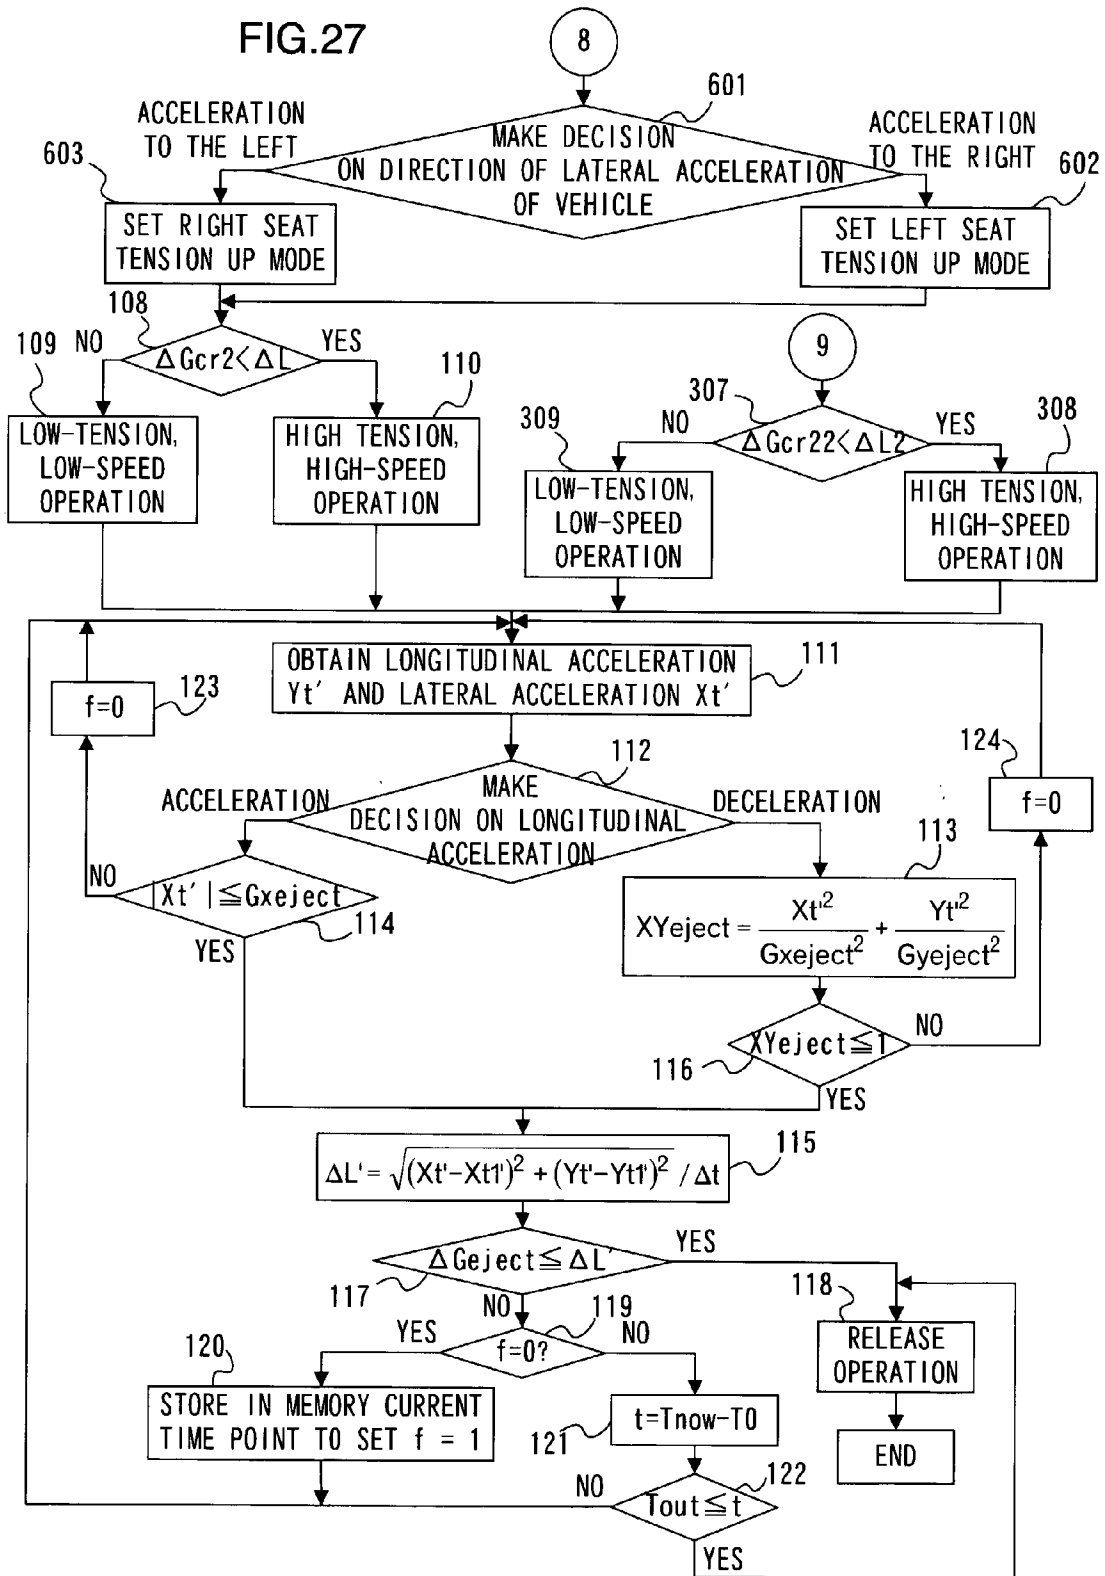 FIG.27
8
601
ACCELERATION
TO THE LEFT
MAKE DECISION
ON DIRECTION OF LATERAL ACCELERATION
OF VEHICLE
ACCELERATION
TO THE RIGHT
603
602
SET RIGHT SEAT
TENSION UP MODE
SET LEFT SEAT
TENSION UP MODE
108
109
NO
ΔGcr2<ΔL
YES
110
9
307
NO
ΔGcr22<ΔL2
YES
309
308
LOW-TENSION,
LOW-SPEED
OPERATION
HIGH TENSION,
HIGH-SPEED
OPERATION
LOW-TENSION,
LOW-SPEED
OPERATION
HIGH TENSION,
HIGH-SPEED
OPERATION
OBTAIN LONGITUDINAL ACCELERATION
Yt' AND LATERAL ACCELERATION Xt'
111
f=0
123
112
124
f=0
ACCELERATION
MAKE
DECISION ON LONGITUDINAL
ACCELERATION
DECELERATION
113
NO
|Xt'|≦Gxeject
114
YES
XYeject = Xt'² / Gxeject² + Yt'² / Gyeject²
XYeject≦1
NO
116
YES
ΔL' = √(Xt'-Xt1')² + (Yt'-Yt1')² / Δt
115
ΔGeject≦ΔL'
YES
117
NO
118
RELEASE
OPERATION
END
119
YES
f=0?
NO
120
STORE IN MEMORY CURRENT
TIME POINT TO SET f = 1
t=Tnow-T0
121
NO
Tout≦t
122
YES